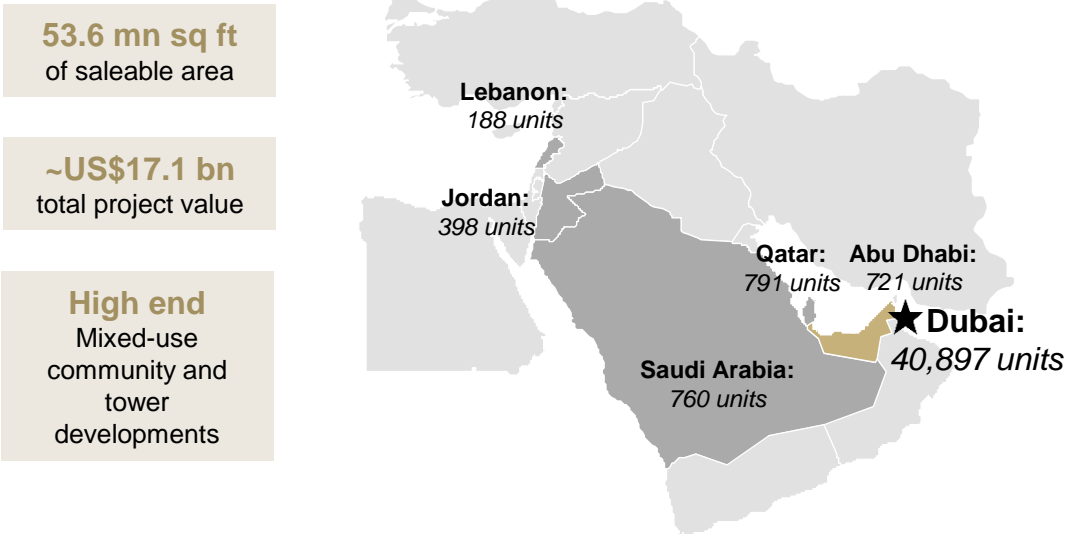 53.6 mn sq ft
of saleable area
~US$17.1 bn
total project value
High end
Mixed-use
community and
tower
developments
Lebanon:
188 units
Jordan:
398 units
Qatar:
791 units
Abu Dhabi:
721 units
Dubai:
40,897 units
Saudi Arabia:
760 units